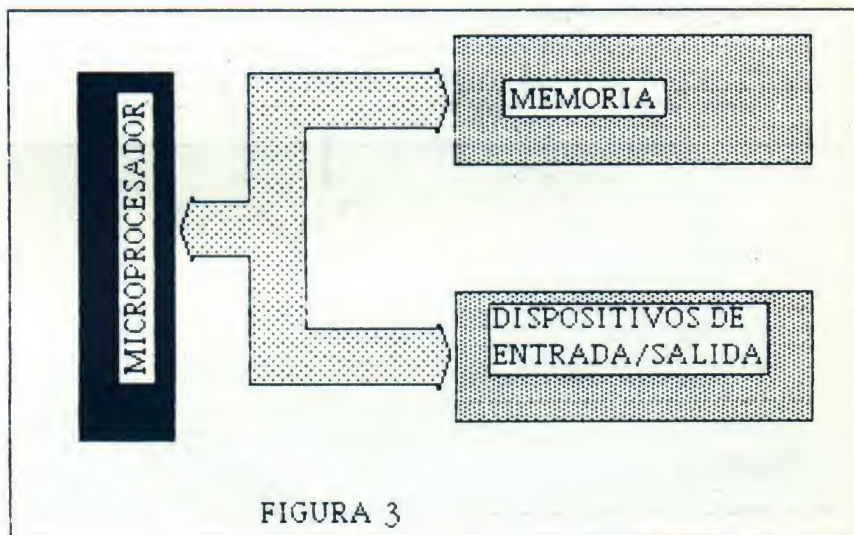 MICROPROCESADOR
MEMORIA
DISPOSITIVOS DE
ENTRADA/SALIDA
FIGURA 3